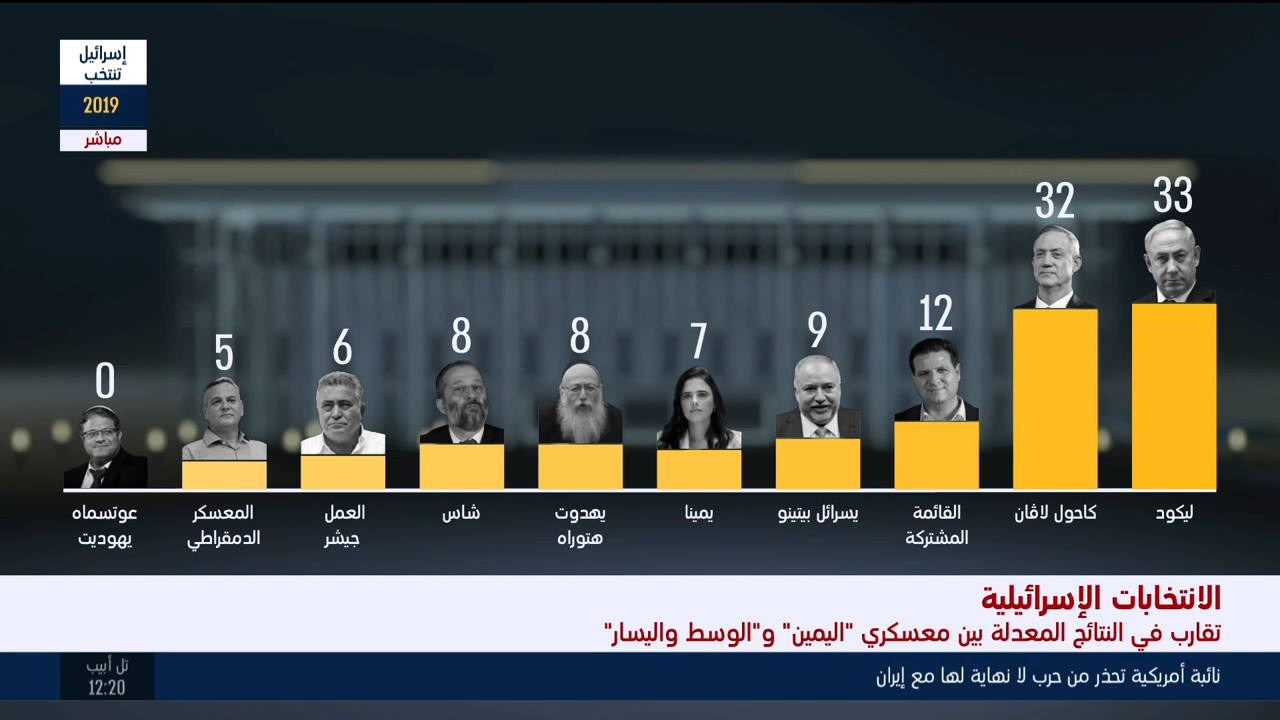 إسرائيل
تنتخب
2019
مباشر
33
32
12
9
7
8
8
6
5
0
ليكود
كاحول لاڤان
القائمة
المشتركة
يسرائل بيتينو
يمينا
يهدوت
هتوراه
شاس
العمل
جيشر
المعسكر
الدمقراطي
عوتسماه
يهوديت
الانتخابات الإسرائيلية
تقارب في النتائج المعدلة بين معسكري "اليمين" و"الوسط واليسار"
نائبة أمريكية تحذر من حرب لا نهاية لها مع إيران
تل أبيب
12:20